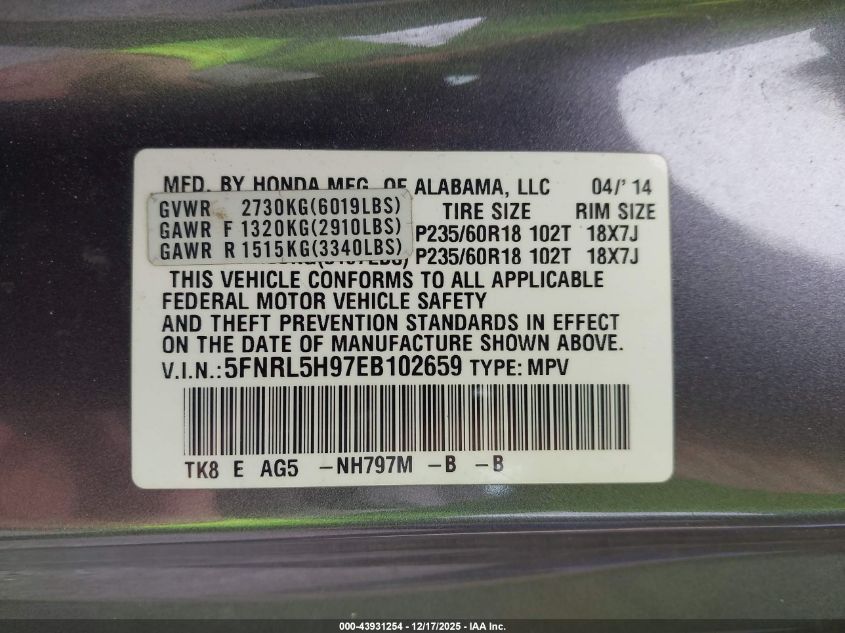 MFD. BY HONDA MFG. OF ALABAMA, LLC 04/'14
GVWR 2730KG(6019LBS) TIRE SIZE RIM SIZE
GAWR F 1320KG(2910LBS) P235/60R18 102T 18X7J
GAWR R 1515KG(3340LBS) P235/60R18 102T 18X7J
THIS VEHICLE CONFORMS TO ALL APPLICABLE
FEDERAL MOTOR VEHICLE SAFETY
AND THEFT PREVENTION STANDARDS IN EFFECT
ON THE DATE OF MANUFACTURE SHOWN ABOVE.
V.I.N.:5FNRL5H97EB102659 TYPE: MPV
TK8 E AG5 -NH797M -B -B
000-43931254 - 12/17/2025 - IAA Inc.